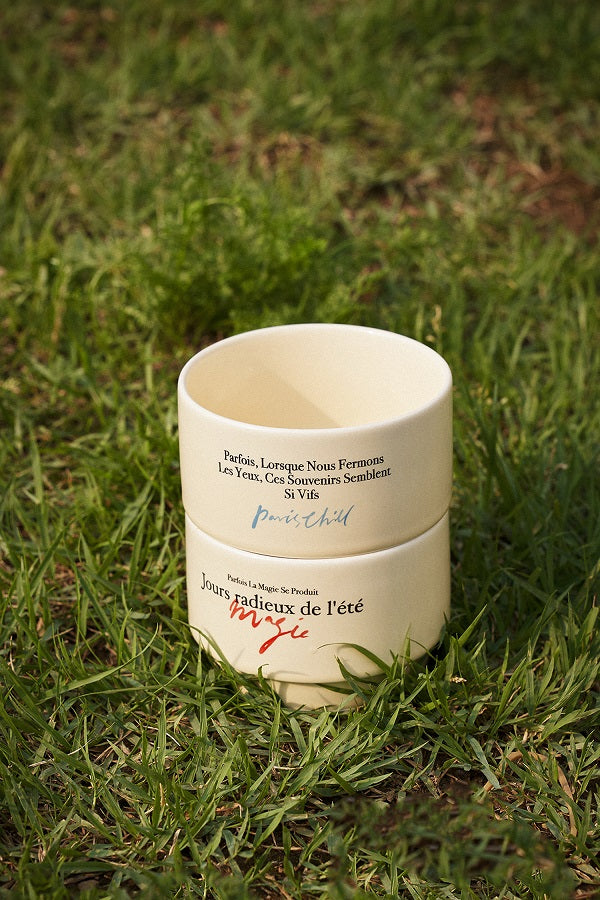 Parfois, Lorsque Nous Fermons
Les Yeux, Ces Souvenirs Semblent
Si Vifs
Paris, Chill
Parfois La Magie Se Produit
Jours radieux de l'été
Magie